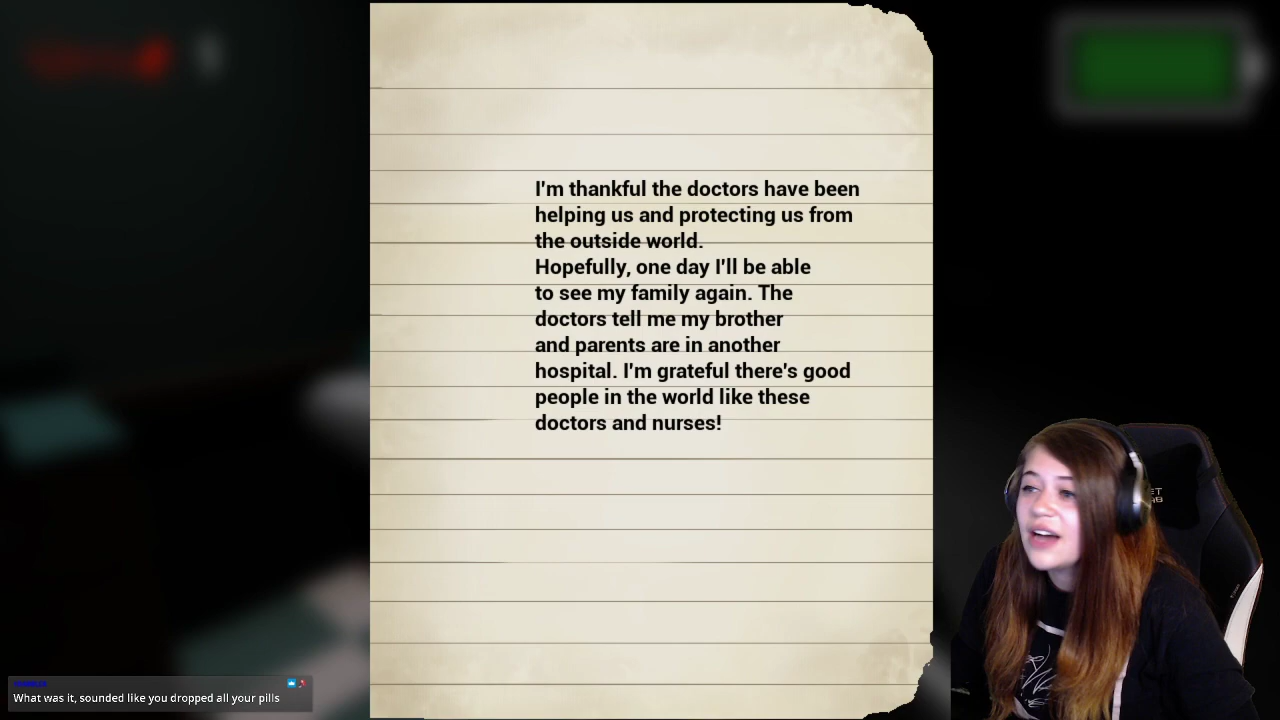 I'm thankful the doctors have been
helping us and protecting us from
the outside world.
Hopefully, one day I'll be able
to see my family again. The
doctors tell me my brother
and parents are in another
hospital. I'm grateful there's good
people in the world like these
doctors and nurses!
What was it, sounded like you dropped all your pills